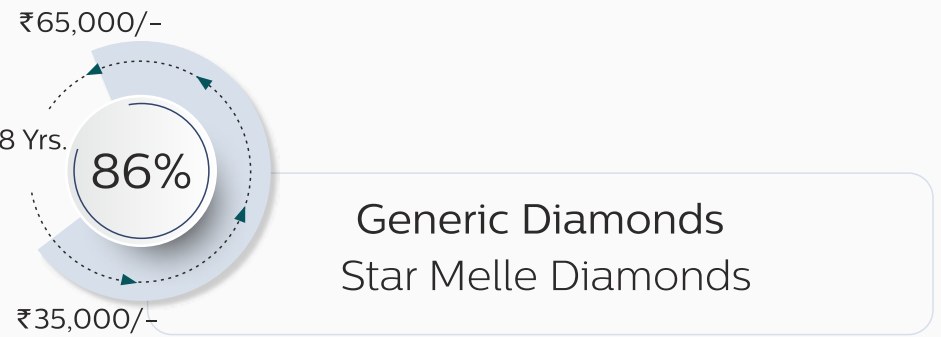 ₹65,000/–
8 Yrs.
86%
Generic Diamonds
Star Melle Diamonds
₹35,000/–